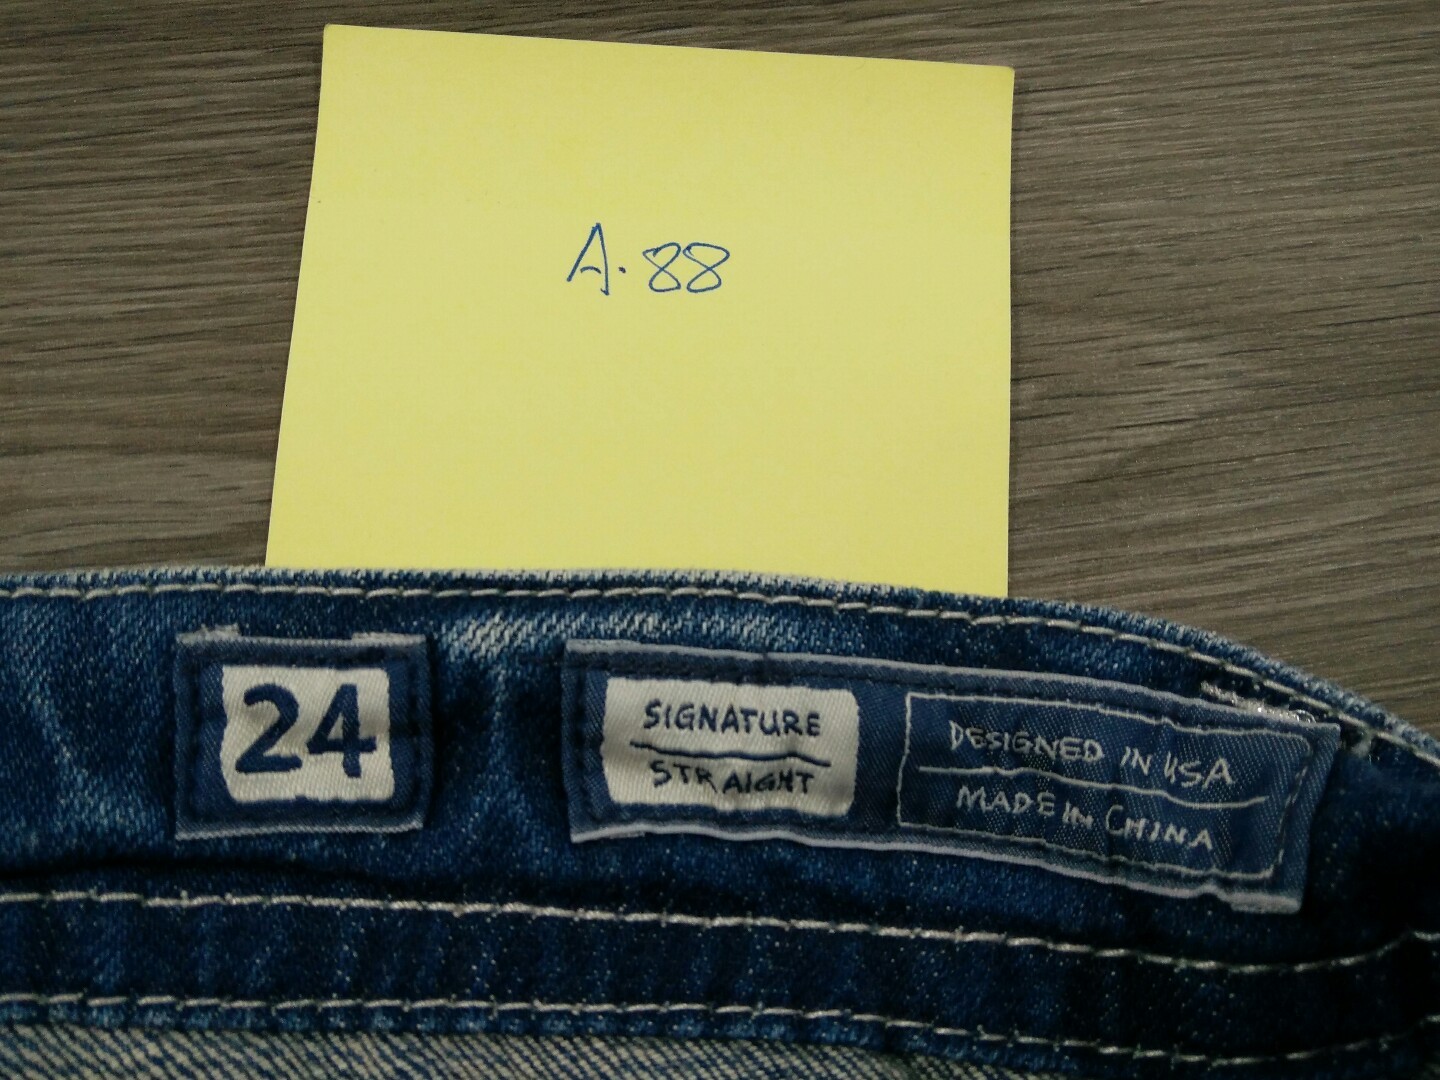 A.88
24
SIGNATURE
STRAIGHT
DESIGNED IN USA
MADE IN CHINA